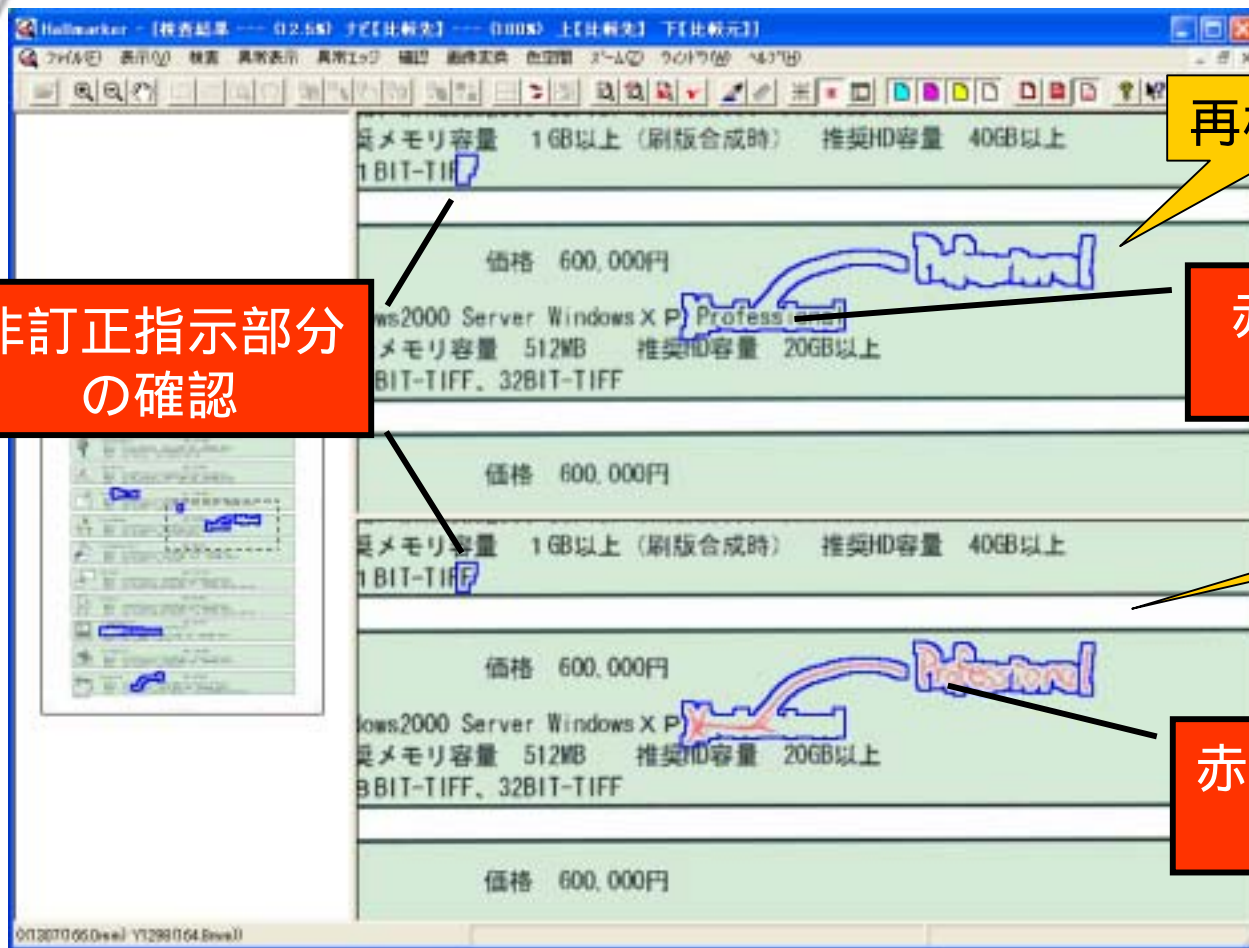 Hallmarker - [検査結果 --- (12.5%) ナビ【比較先】 --- (100%) 上【比較先】 下【比較元】]
ファイル(F) 表示(V) 検査 異常表示 異常エッジ 確認 画像変換 色空間 ズーム(Z) ウィンドウ(W) ヘルプ(H)
再
奨メモリ容量 1GB以上（刷版合成時） 推奨HD容量 40GB以上
1BIT-TIF
価格 600,000円
非訂正指示部分
の確認
赤
ws2000 Server Windows X P Professional
メモリ容量 512MB 推奨HD容量 20GB以上
8BIT-TIFF、32BIT-TIFF
価格 600,000円
奨メモリ容量 1GB以上（刷版合成時） 推奨HD容量 40GB以上
1BIT-TIFF
価格 600,000円
Professional
dows2000 Server Windows X P
奨メモリ容量 512MB 推奨HD容量 20GB以上
8BIT-TIFF、32BIT-TIFF
赤
価格 600,000円